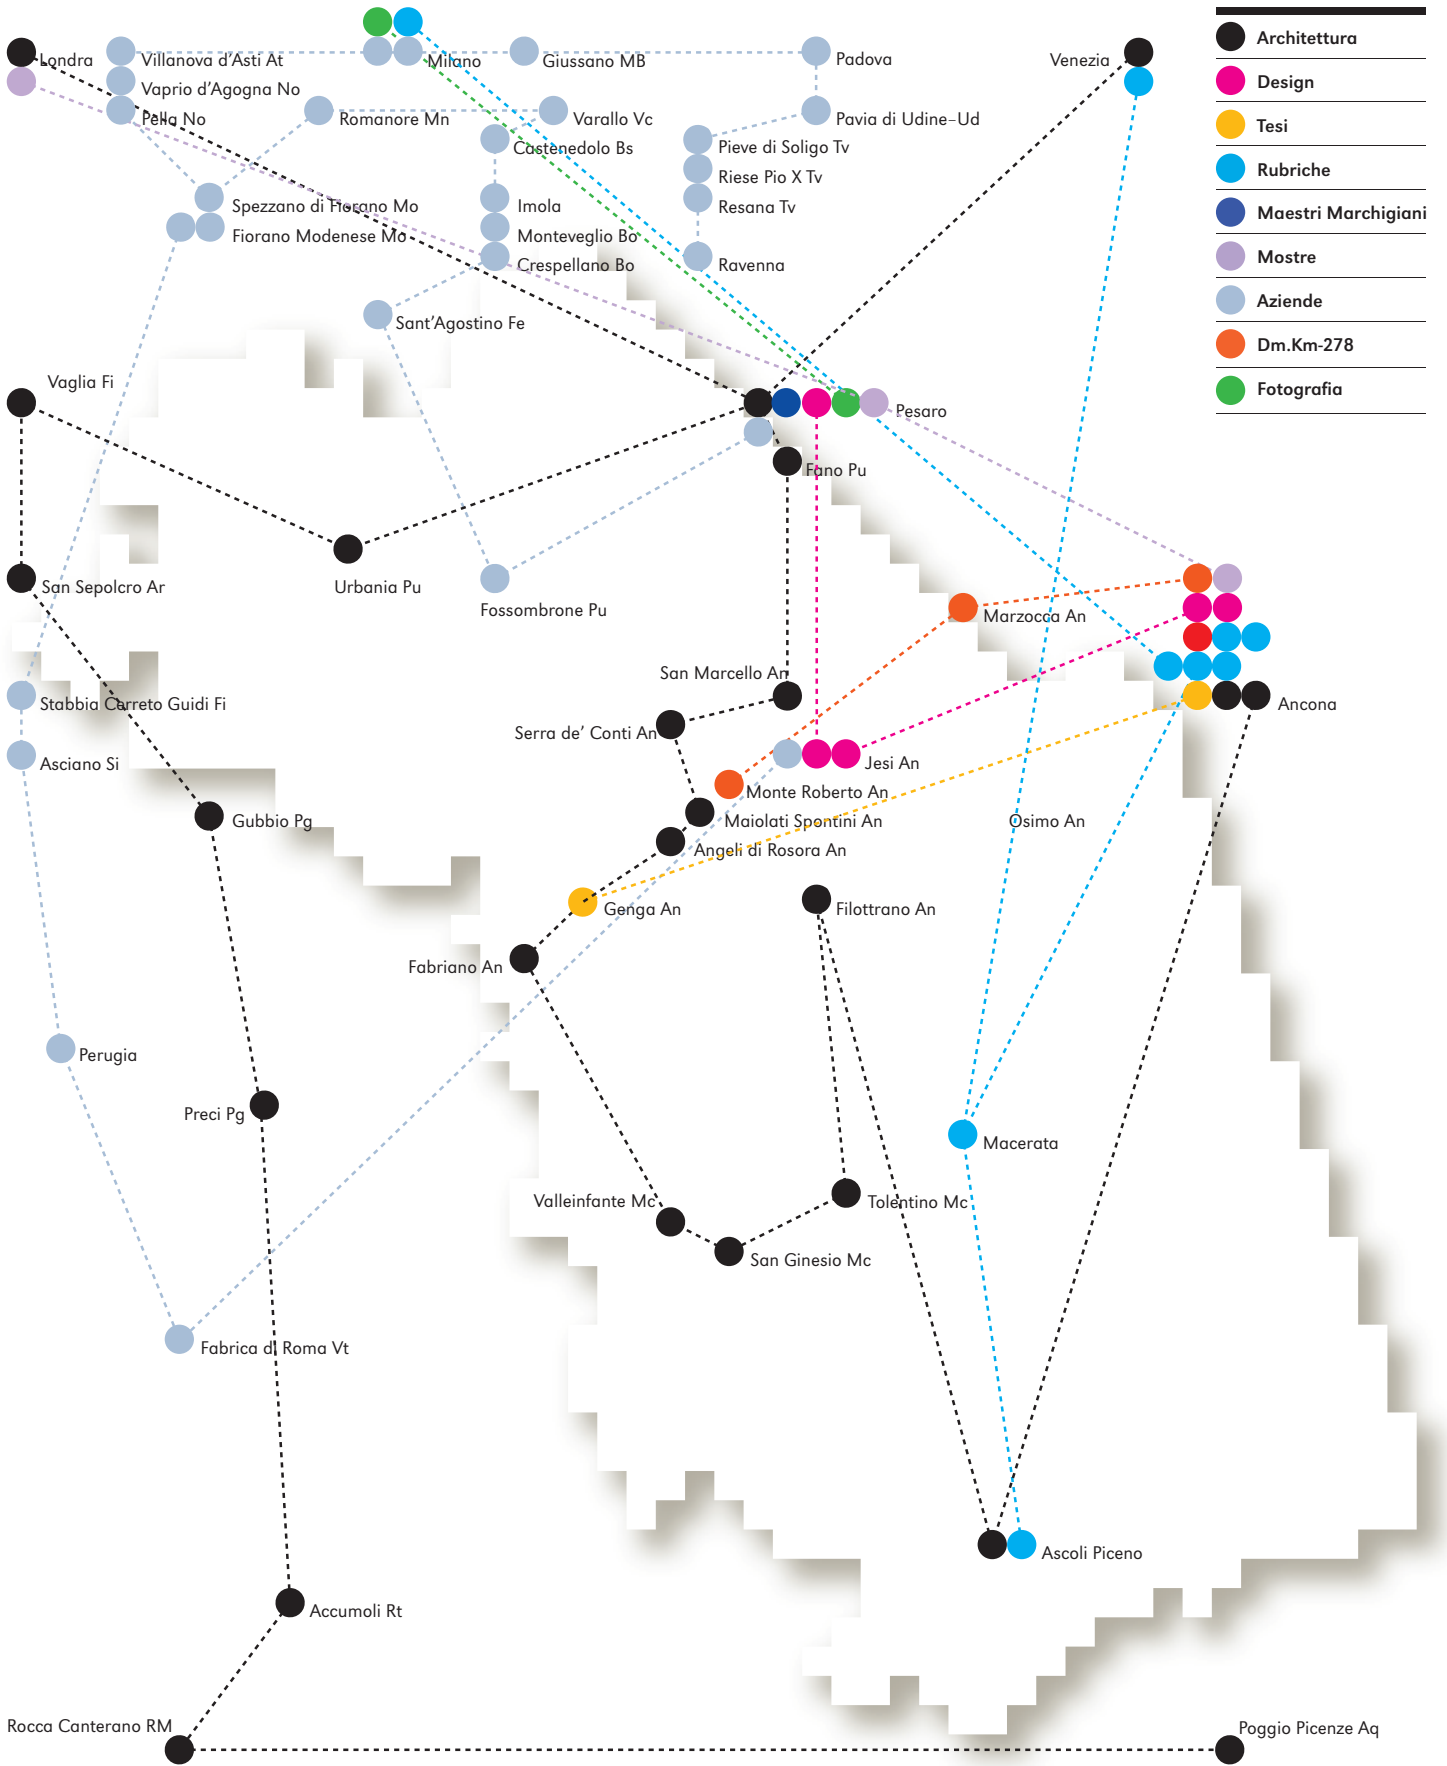 Architettura
Design
Tesi
Rubriche
Maestri Marchigiani
Mostre
Aziende
Dm.Km-278
Fotografia
Londra
Villanova d'Asti At
Milano
Giussano MB
Padova
Venezia
Vaprio d'Agogna No
Pella No
Romanore Mn
Varallo Vc
Pavia di Udine-Ud
Castenedolo Bs
Pieve di Soligo Tv
Riese Pio X Tv
Spezzano di Fiorano Mo
Imola
Resana Tv
Fiorano Modenese Mo
Monteveglio Bo
Crespellano Bo
Ravenna
Sant'Agostino Fe
Vaglia Fi
Pesaro
Fano Pu
San Sepolcro Ar
Urbania Pu
Fossombrone Pu
Marzocca An
San Marcello An
Stabbia Cerreto Guidi Fi
Ancona
Serra de' Conti An
Asciano Si
Jesi An
Monte Roberto An
Gubbio Pg
Maiolati Spontini An
Osimo An
Angeli di Rosora An
Genga An
Filottrano An
Fabriano An
Perugia
Preci Pg
Macerata
Valleinfante Mc
Tolentino Mc
San Ginesio Mc
Fabrica di Roma Vt
Ascoli Piceno
Accumoli Rt
Rocca Canterano RM
Poggio Picenze Aq